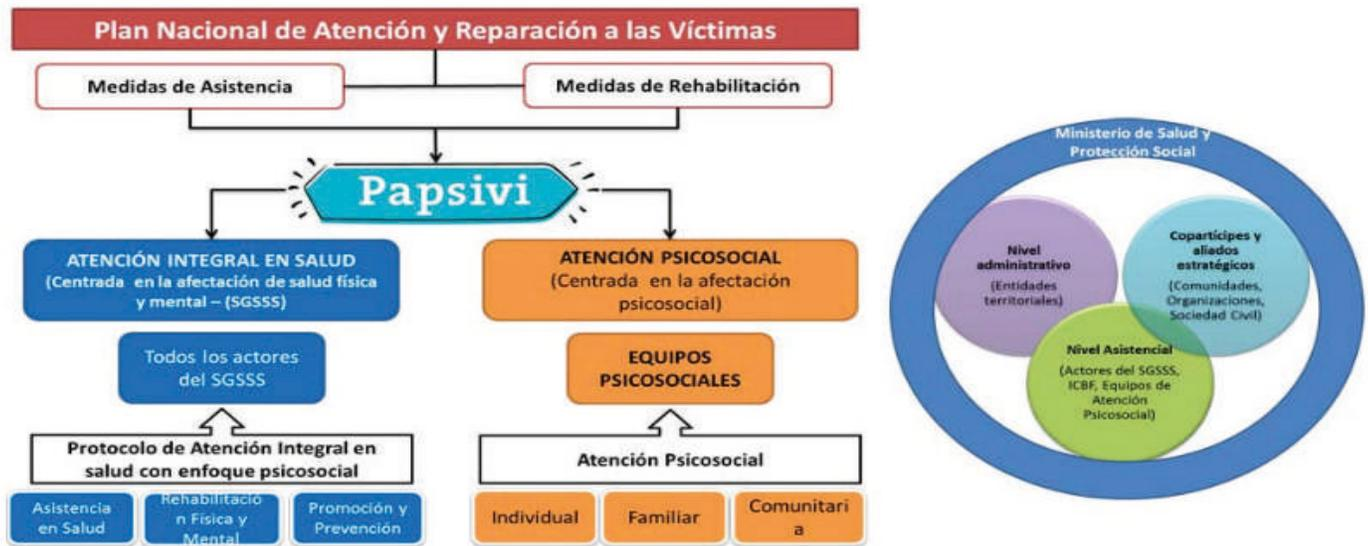 Plan Nacional de Atención y Reparación a las Víctimas
Medidas de Asistencia
Medidas de Rehabilitación
Papsivi
ATENCIÓN INTEGRAL EN SALUD
(Centrada en la afectación de salud física
y mental – (SGSSS)
ATENCIÓN PSICOSOCIAL
(Centrada en la afectación
psicosocial)
Todos los actores
del SGSSS
EQUIPOS
PSICOSOCIALES
Protocolo de Atención Integral en
salud con enfoque psicosocial
Atención Psicosocial
Asistencia
en Salud
Rehabilitació
n Física y
Mental
Promoción y
Prevención
Individual
Familiar
Comunitari
a
Ministerio de Salud y
Protección Social
Nivel
administrativo
(Entidades
territoriales)
Copartícipes y
aliados
estratégicos
(Comunidades,
Organizaciones,
Sociedad Civil)
Nivel Asistencial
(Actores del SGSSS,
ICBF, Equipos de
Atención
Psicosocial)